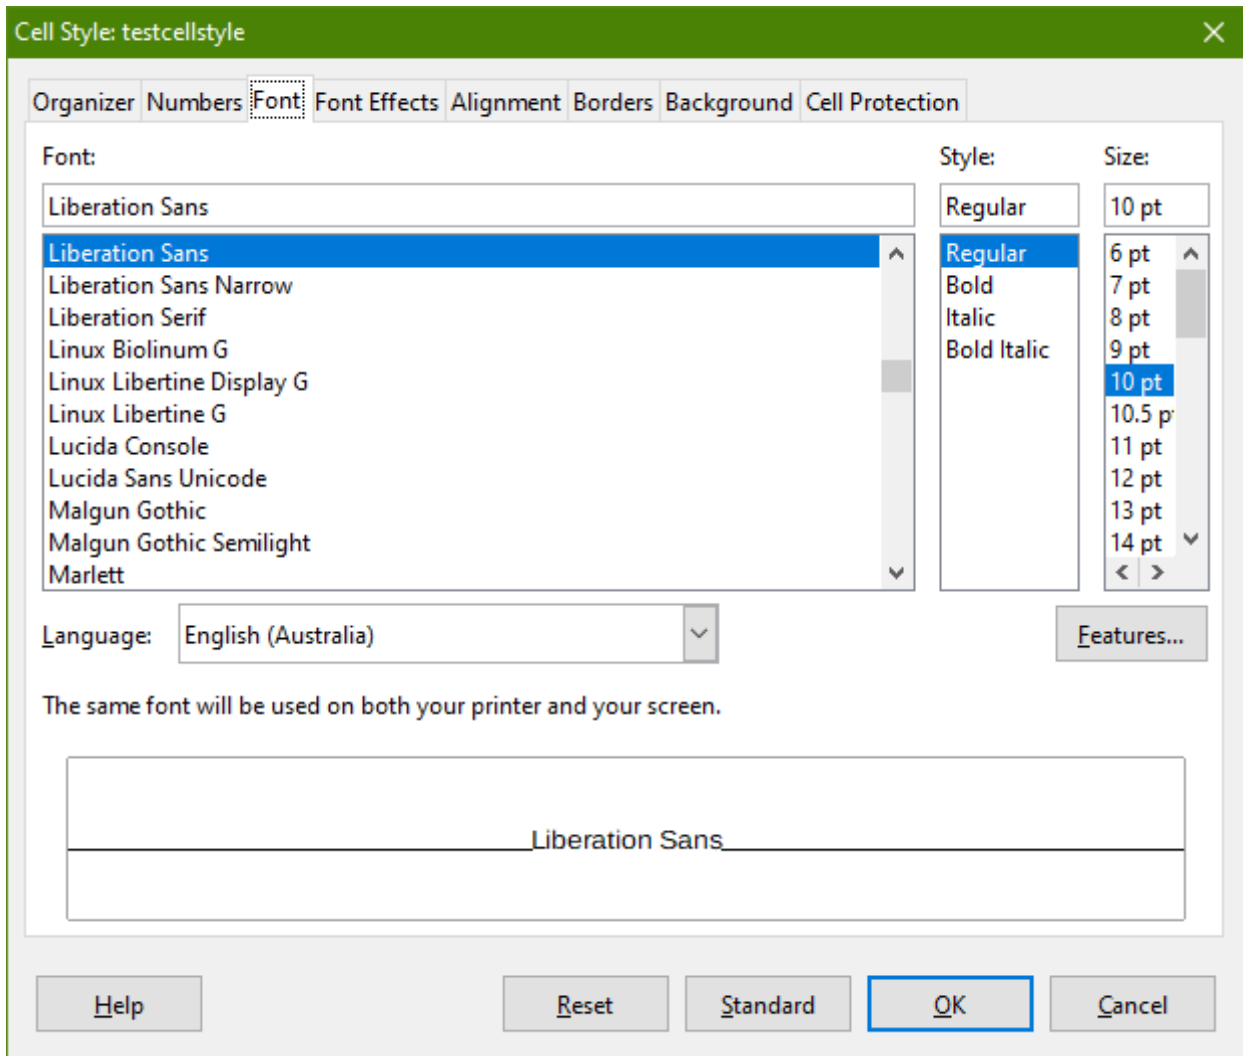 Cell Style: testcellstyle
Organizer Numbers Font Font Effects Alignment Borders Background Cell Protection
Font: Style: Size:
Liberation Sans Regular 10 pt
Liberation Sans Regular 6 pt
Liberation Sans Narrow Bold 7 pt
Liberation Serif Italic 8 pt
Linux Biolinum G Bold Italic 9 pt
Linux Libertine Display G 10 pt
Linux Libertine G 10.5 p
Lucida Console 11 pt
Lucida Sans Unicode 12 pt
Malgun Gothic 13 pt
Malgun Gothic Semilight 14 pt
Marlett
Language: English (Australia) Features...
The same font will be used on both your printer and your screen.
Liberation Sans
Help Reset Standard OK Cancel